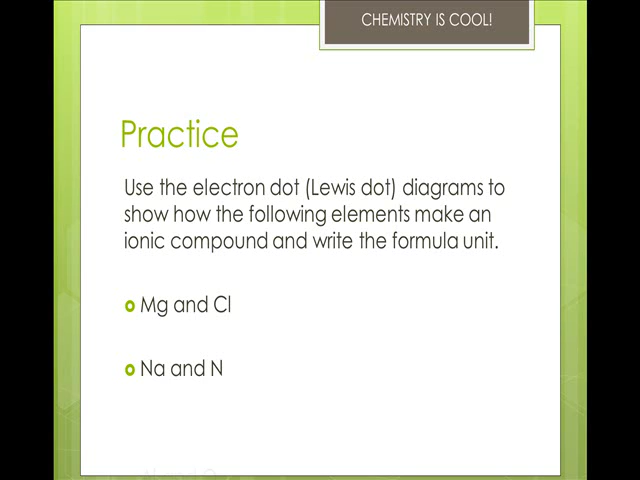 CHEMISTRY IS COOL!
Practice
Use the electron dot (Lewis dot) diagrams to
show how the following elements make an
ionic compound and write the formula unit.
Mg and Cl
Na and N